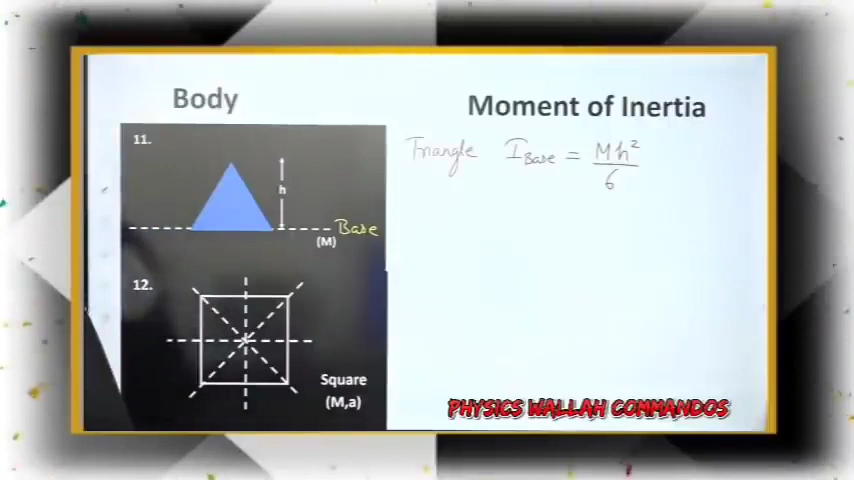 Body
Moment of Inertia
11.
h
Base
(M)
Triangle I_Base = Mh²/6
12.
Square
(M,a)
PHYSICS WALLAH COMMANDOS